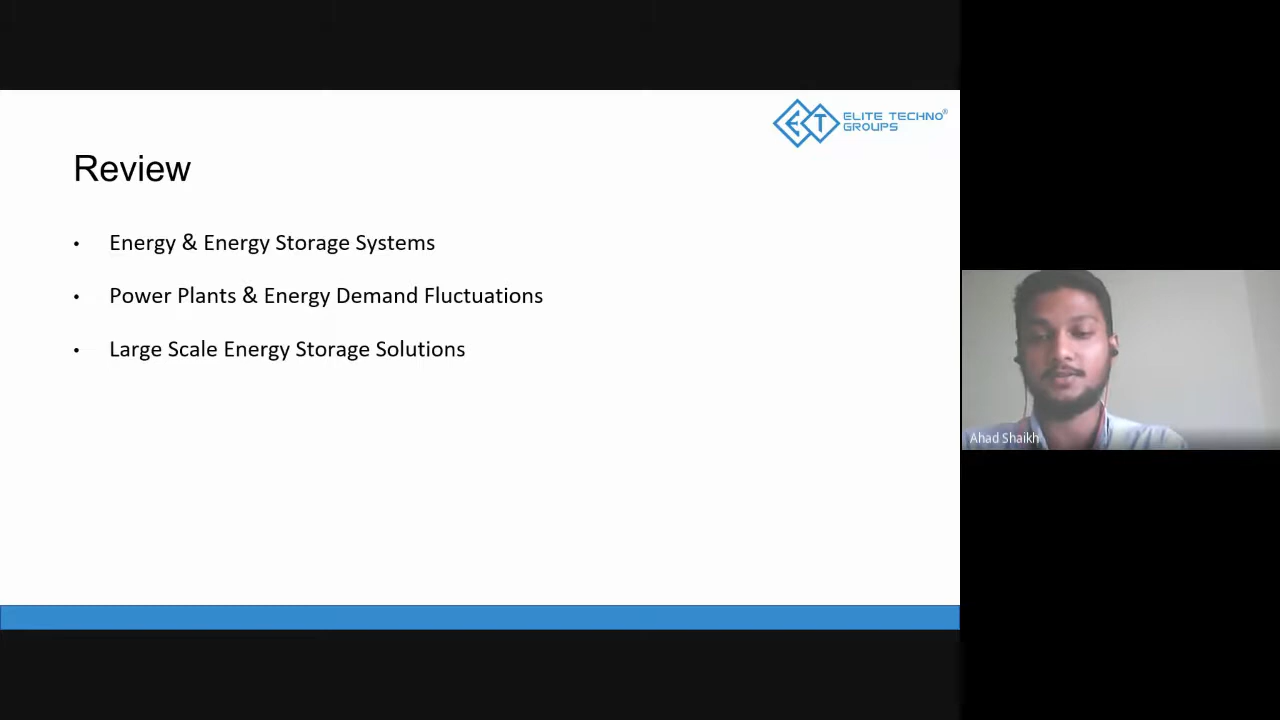 ET
ELITE TECHNO®
GROUPS
Review
• Energy & Energy Storage Systems
• Power Plants & Energy Demand Fluctuations
• Large Scale Energy Storage Solutions
Ahad Shaikh